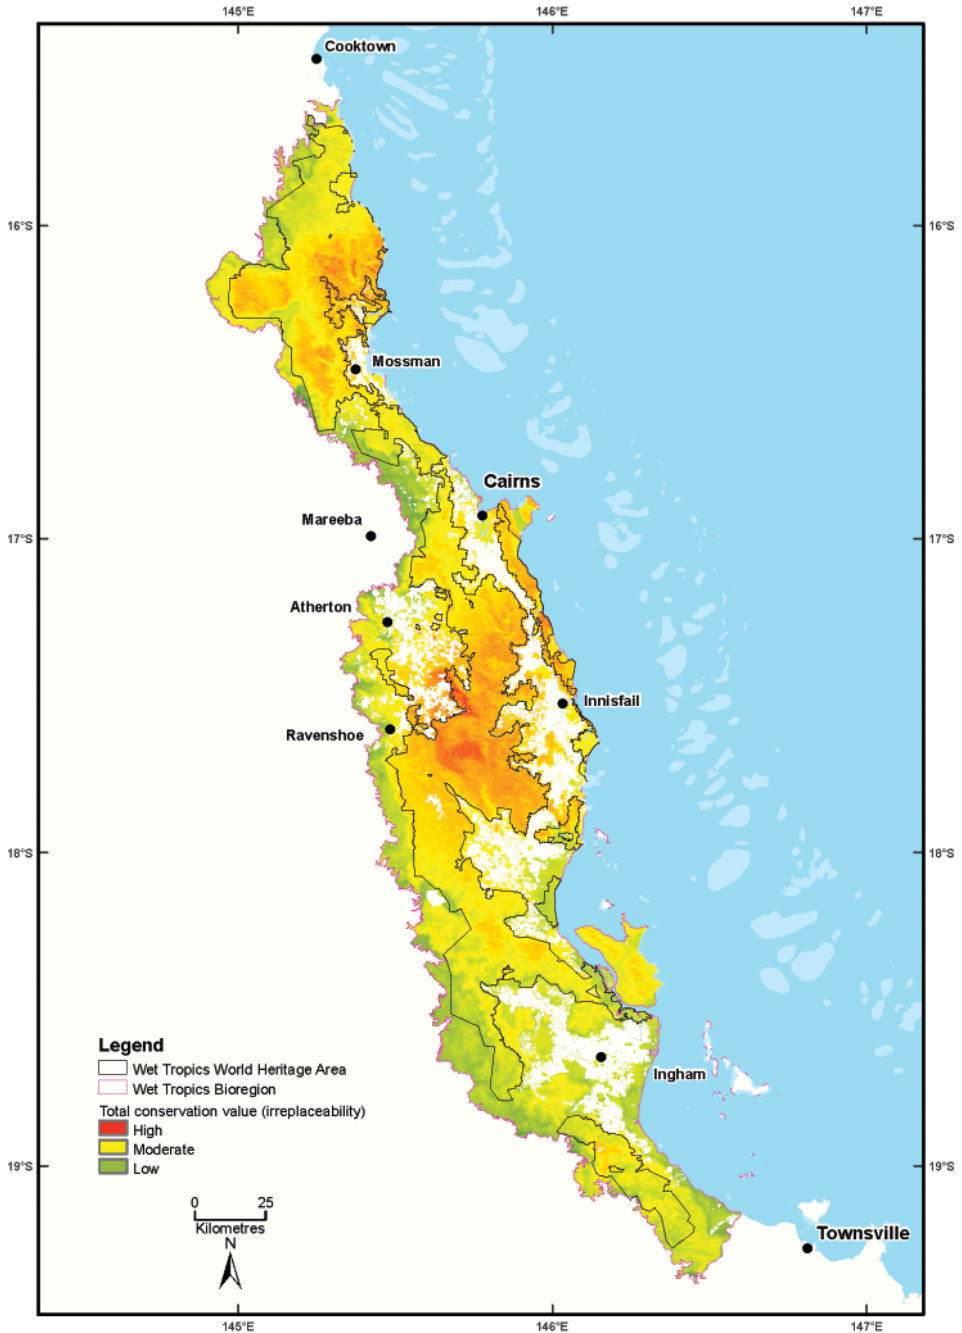 145°E 146°E 147°E
Cooktown
16°S 16°S
Mossman
Cairns
Mareeba
17°S 17°S
Atherton
Innisfail
Ravenshoe
18°S 18°S
Legend
Wet Tropics World Heritage Area
Wet Tropics Bioregion
Total conservation value (irreplaceability)
High
Moderate
Low
Ingham
19°S 19°S
0 25
Kilometres
N
Townsville
145°E 146°E 147°E